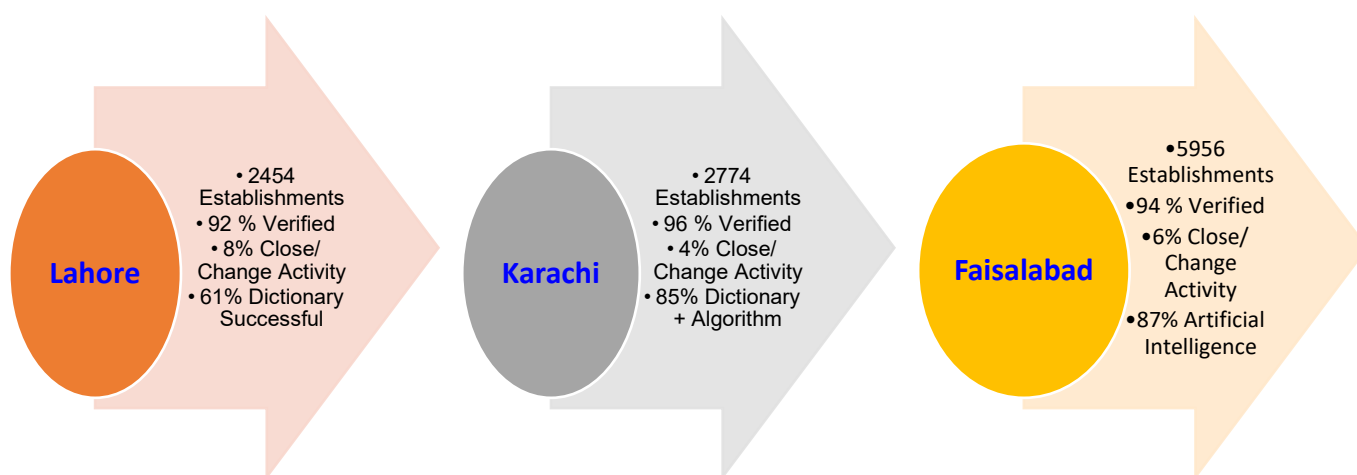 Lahore
• 2454
Establishments
• 92 % Verified
• 8% Close/
Change Activity
• 61% Dictionary
Successful
Karachi
• 2774
Establishments
• 96 % Verified
• 4% Close/
Change Activity
• 85% Dictionary
+ Algorithm
Faisalabad
•5956
Establishments
•94 % Verified
•6% Close/
Change
Activity
•87% Artificial
Intelligence